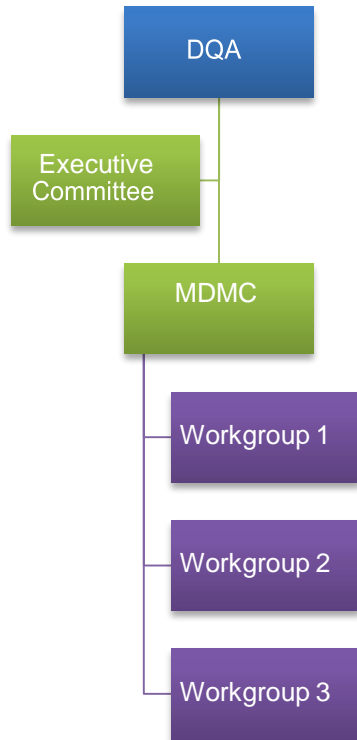 DQA
Executive
Committee
MDMC
Workgroup 1
Workgroup 2
Workgroup 3